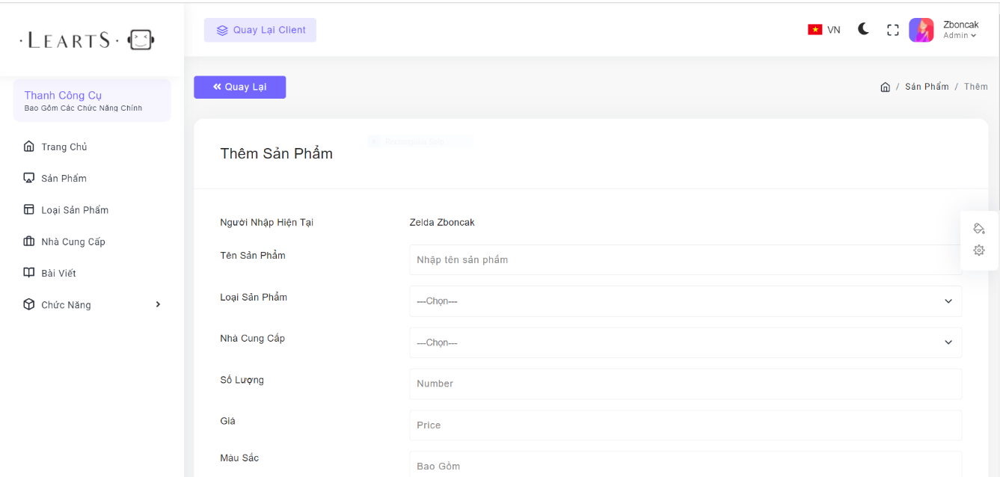 · LEARTS ·
Quay Lại Client
VN
Zboncak
Admin
Thanh Công Cụ
Bao Gồm Các Chức Năng Chính
Trang Chủ
Sản Phẩm
Loại Sản Phẩm
Nhà Cung Cấp
Bài Viết
Chức Năng
Quay Lại
/ Sản Phẩm / Thêm
Thêm Sản Phẩm
Người Nhập Hiện Tại
Zelda Zboncak
Tên Sản Phẩm
Nhập tên sản phẩm
Loại Sản Phẩm
---Chọn---
Nhà Cung Cấp
---Chọn---
Số Lượng
Number
Giá
Price
Màu Sắc
Bao Gồm